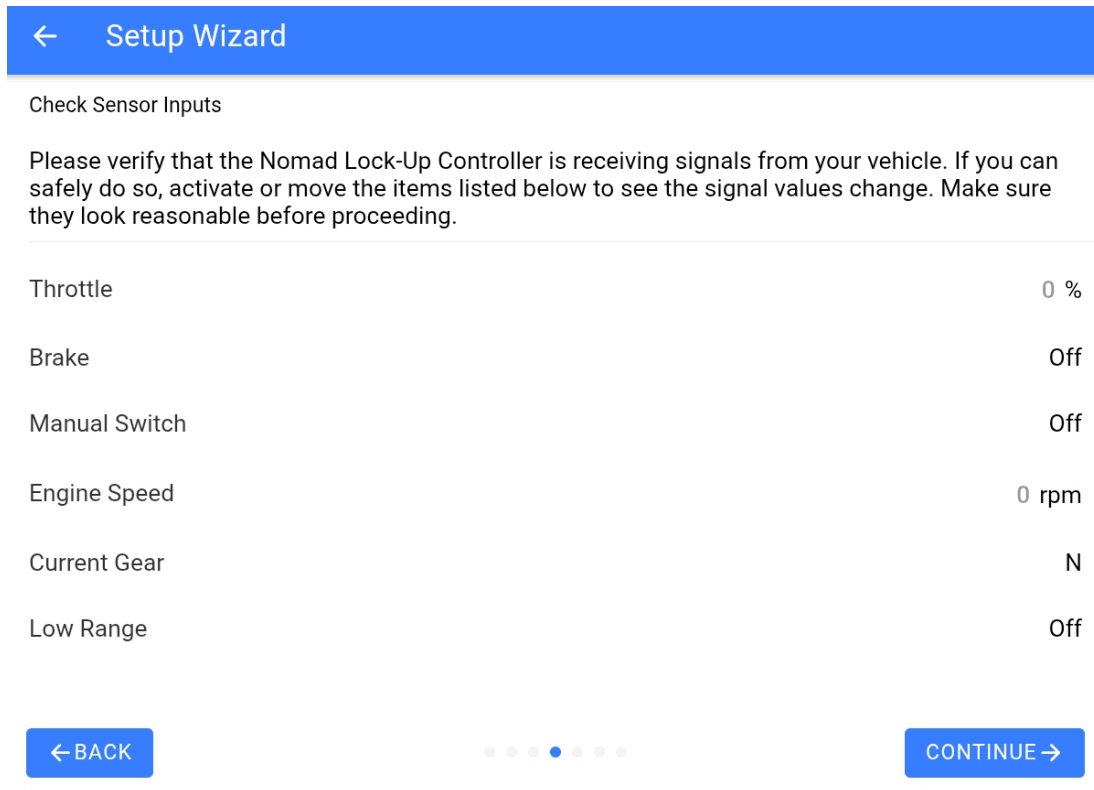 Setup Wizard
Check Sensor Inputs
Please verify that the Nomad Lock-Up Controller is receiving signals from your vehicle. If you can
safely do so, activate or move the items listed below to see the signal values change. Make sure
they look reasonable before proceeding.
Throttle 0 %
Brake Off
Manual Switch Off
Engine Speed 0 rpm
Current Gear N
Low Range Off
BACK CONTINUE